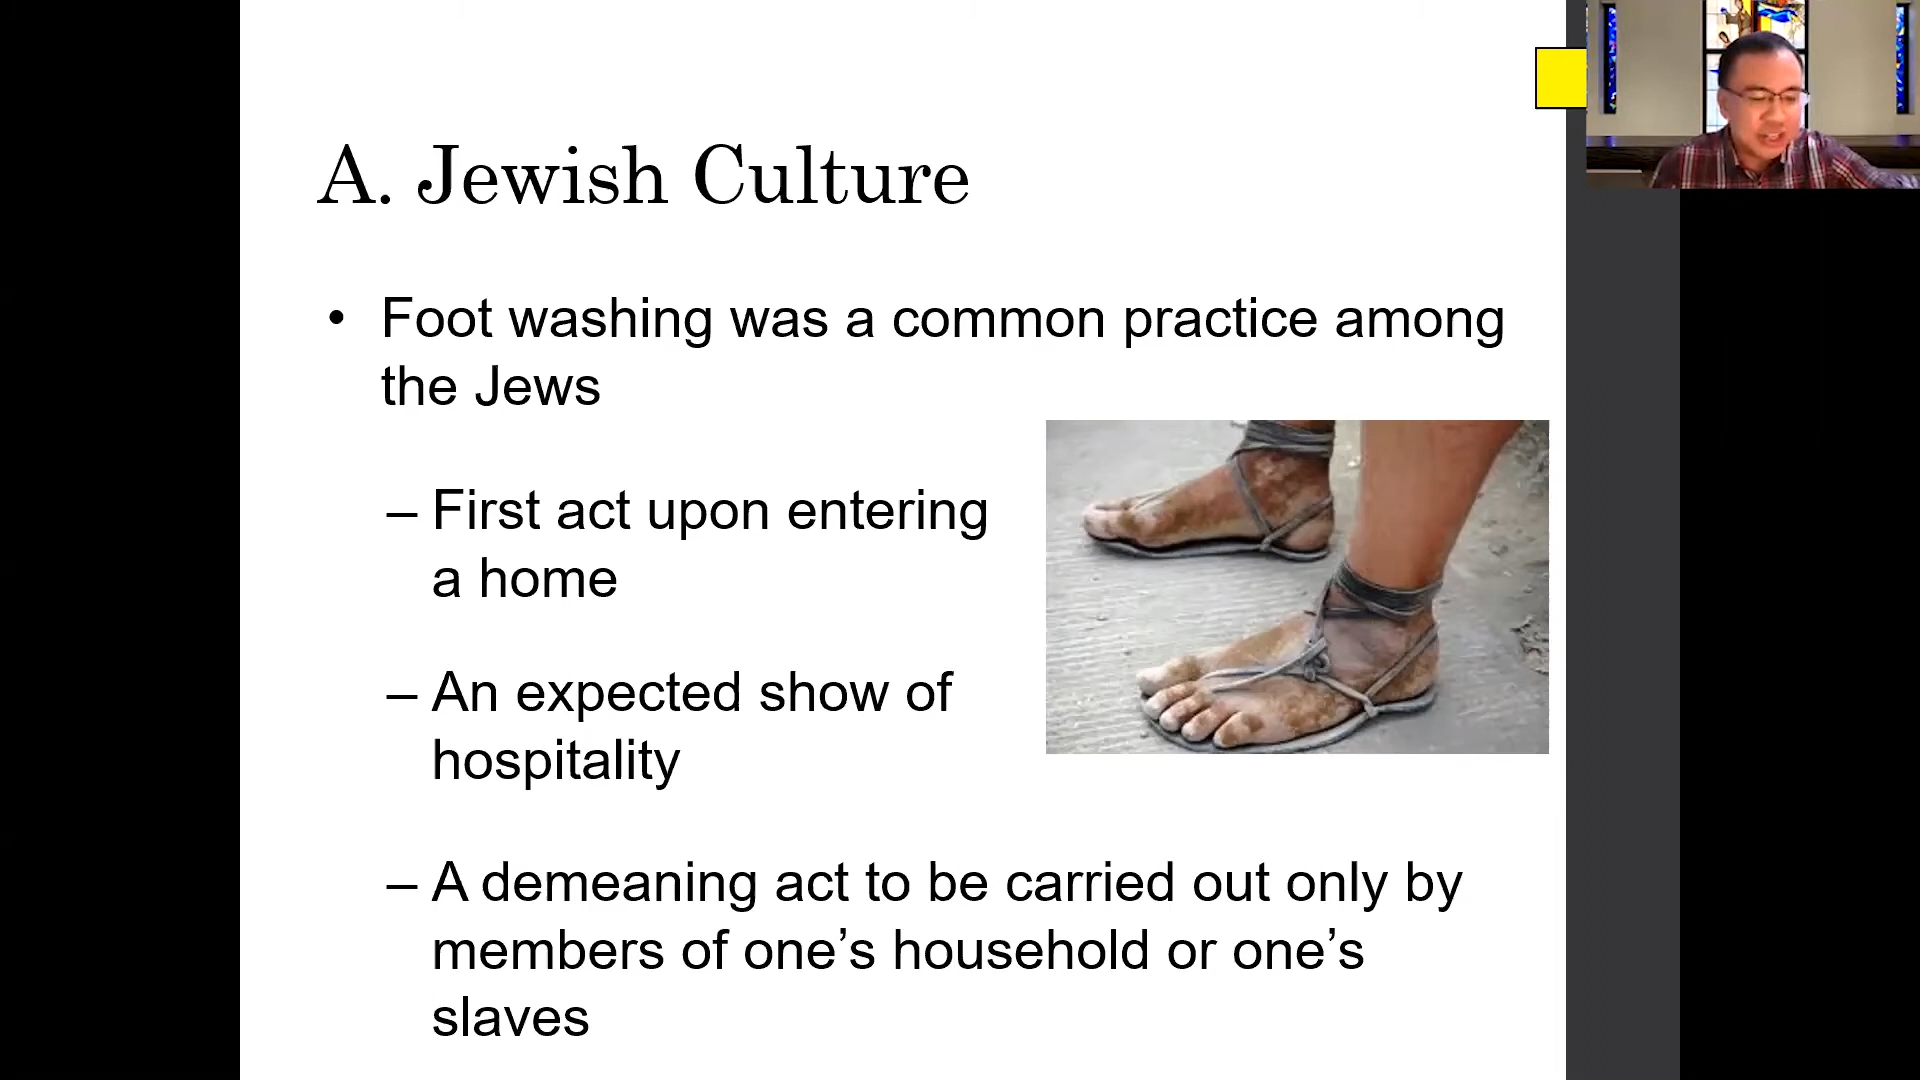 A. Jewish Culture
• Foot washing was a common practice among
the Jews
– First act upon entering
a home
– An expected show of
hospitality
– A demeaning act to be carried out only by
members of one’s household or one’s
slaves